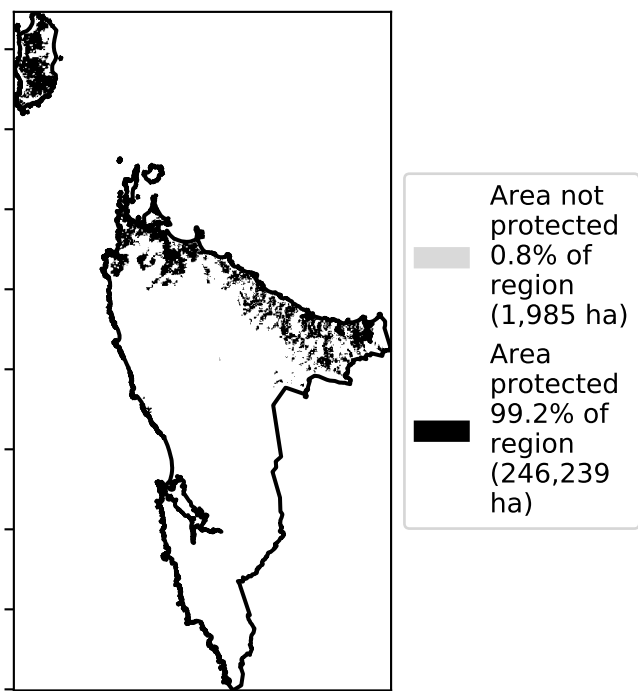 Area not
protected
0.8% of
region
(1,985 ha)
Area
protected
99.2% of
region
(246,239
ha)